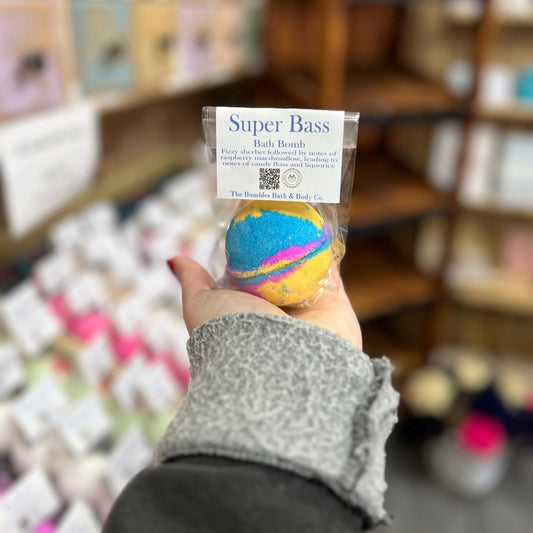 Super Bass
Bath Bomb
Fizzy sherbet followed by notes of
raspberry marshmallow, leading to
notes of candy floss and liquorice
The Bumbles Bath & Body Co.